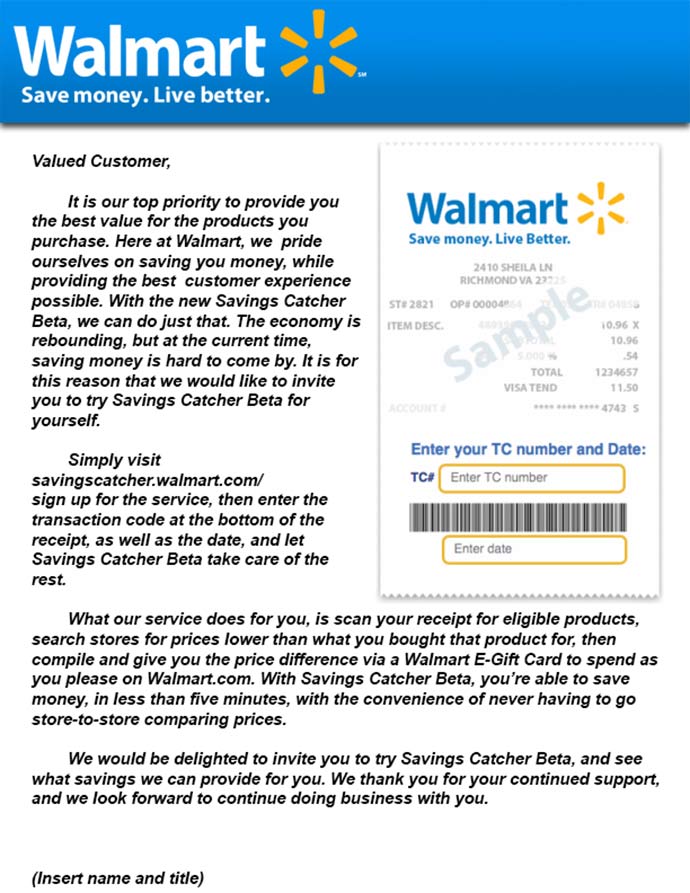 Walmart
Save money. Live better.
Valued Customer,
It is our top priority to provide you
the best value for the products you
purchase. Here at Walmart, we pride
ourselves on saving you money, while
providing the best customer experience
possible. With the new Savings Catcher
Beta, we can do just that. The economy is
rebounding, but at the current time,
saving money is hard to come by. It is for
this reason that we would like to invite
you to try Savings Catcher Beta for
yourself.
Simply visit
savingscatcher.walmart.com/
sign up for the service, then enter the
transaction code at the bottom of the
receipt, as well as the date, and let
Savings Catcher Beta take care of the
rest.
Walmart
Save money. Live Better.
2410 SHEILA LN
RICHMOND VA
ST# 2821 OP#
ITEM DESC. 10.96 X
10.96
5.000 % .54
TOTAL 1234657
VISA TEND 11.50
ACCOUNT # **** **** **** 4743 S
Sample
Enter your TC number and Date:
TC# Enter TC number
Enter date
What our service does for you, is scan your receipt for eligible products,
search stores for prices lower than what you bought that product for, then
compile and give you the price difference via a Walmart E-Gift Card to spend as
you please on Walmart.com. With Savings Catcher Beta, you're able to save
money, in less than five minutes, with the convenience of never having to go
store-to-store comparing prices.
We would be delighted to invite you to try Savings Catcher Beta, and see
what savings we can provide for you. We thank you for your continued support,
and we look forward to continue doing business with you.
(Insert name and title)